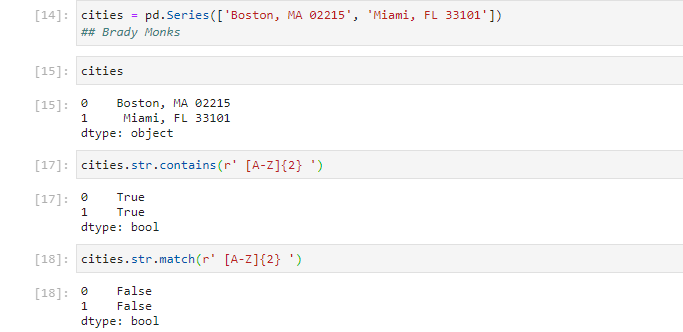 [14]: cities = pd.Series(['Boston, MA 02215', 'Miami, FL 33101'])
## Brady Monks
[15]: cities
[15]: 0    Boston, MA 02215
1     Miami, FL 33101
dtype: object
[17]: cities.str.contains(r' [A-Z]{2} ')
[17]: 0    True
1    True
dtype: bool
[18]: cities.str.match(r' [A-Z]{2} ')
[18]: 0    False
1    False
dtype: bool